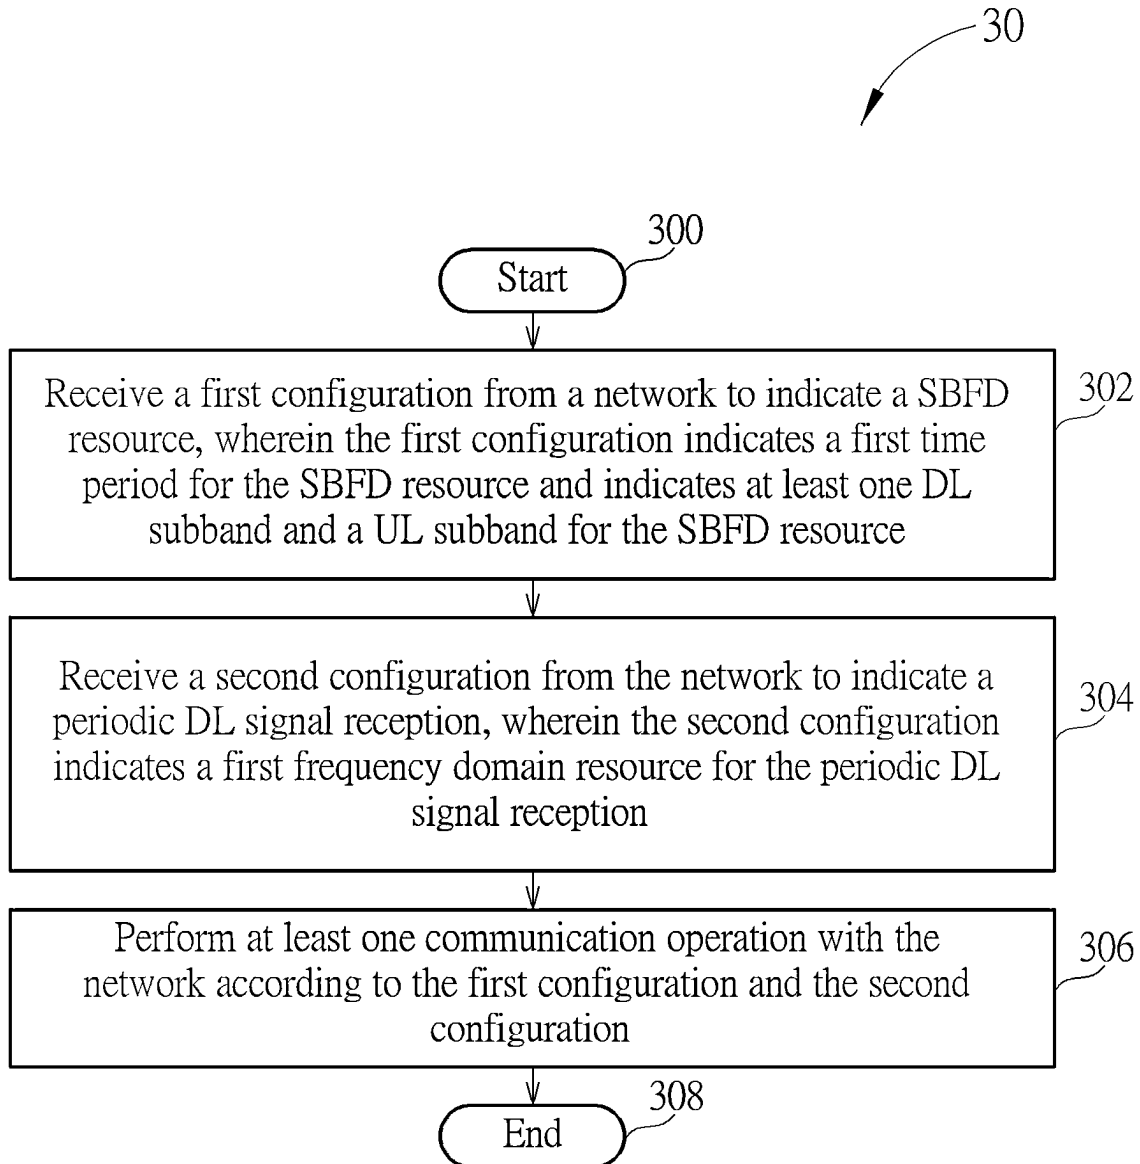 30
300
Start
302
Receive a first configuration from a network to indicate a SBFD
resource, wherein the first configuration indicates a first time
period for the SBFD resource and indicates at least one DL
subband and a UL subband for the SBFD resource
304
Receive a second configuration from the network to indicate a
periodic DL signal reception, wherein the second configuration
indicates a first frequency domain resource for the periodic DL
signal reception
306
Perform at least one communication operation with the
network according to the first configuration and the second
configuration
308
End